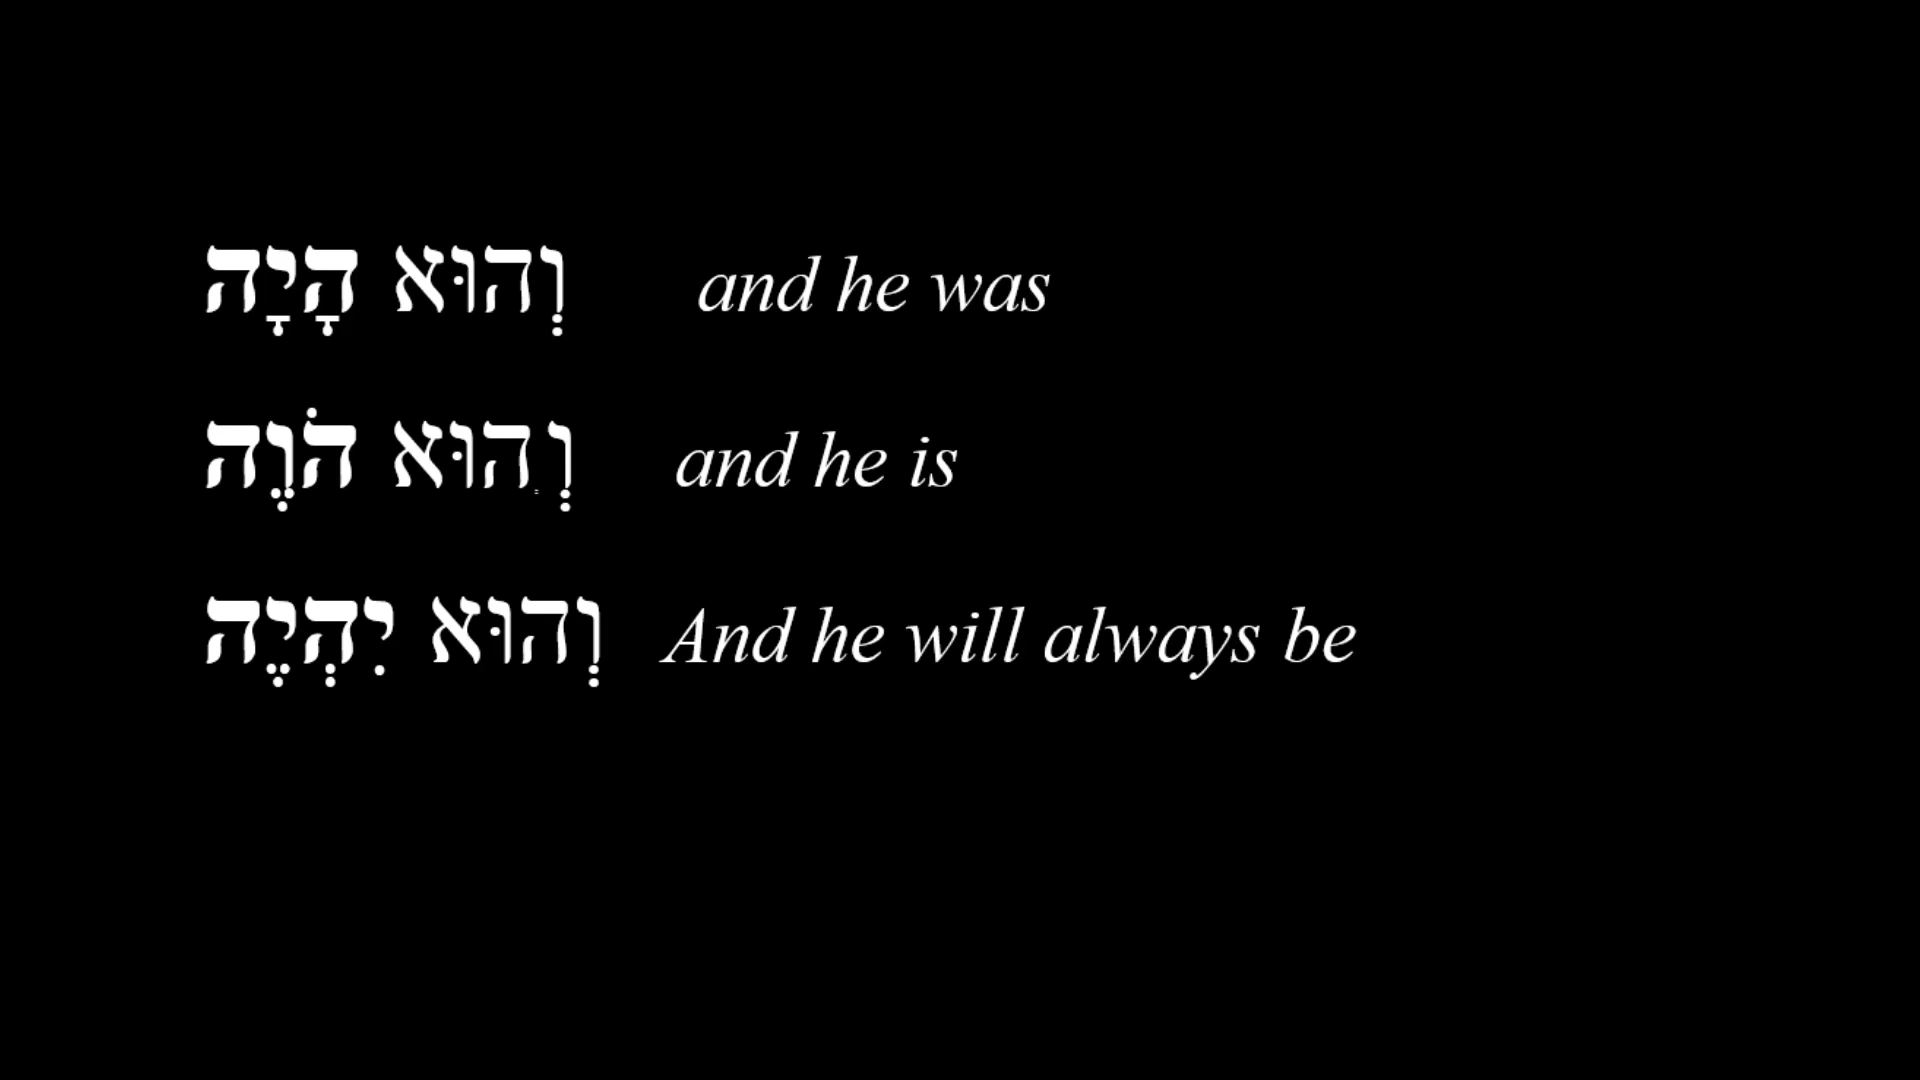 וְהוּא הָיָה and he was
וְהוּא הֹוֶה and he is
וְהוּא יִהְיֶה And he will always be